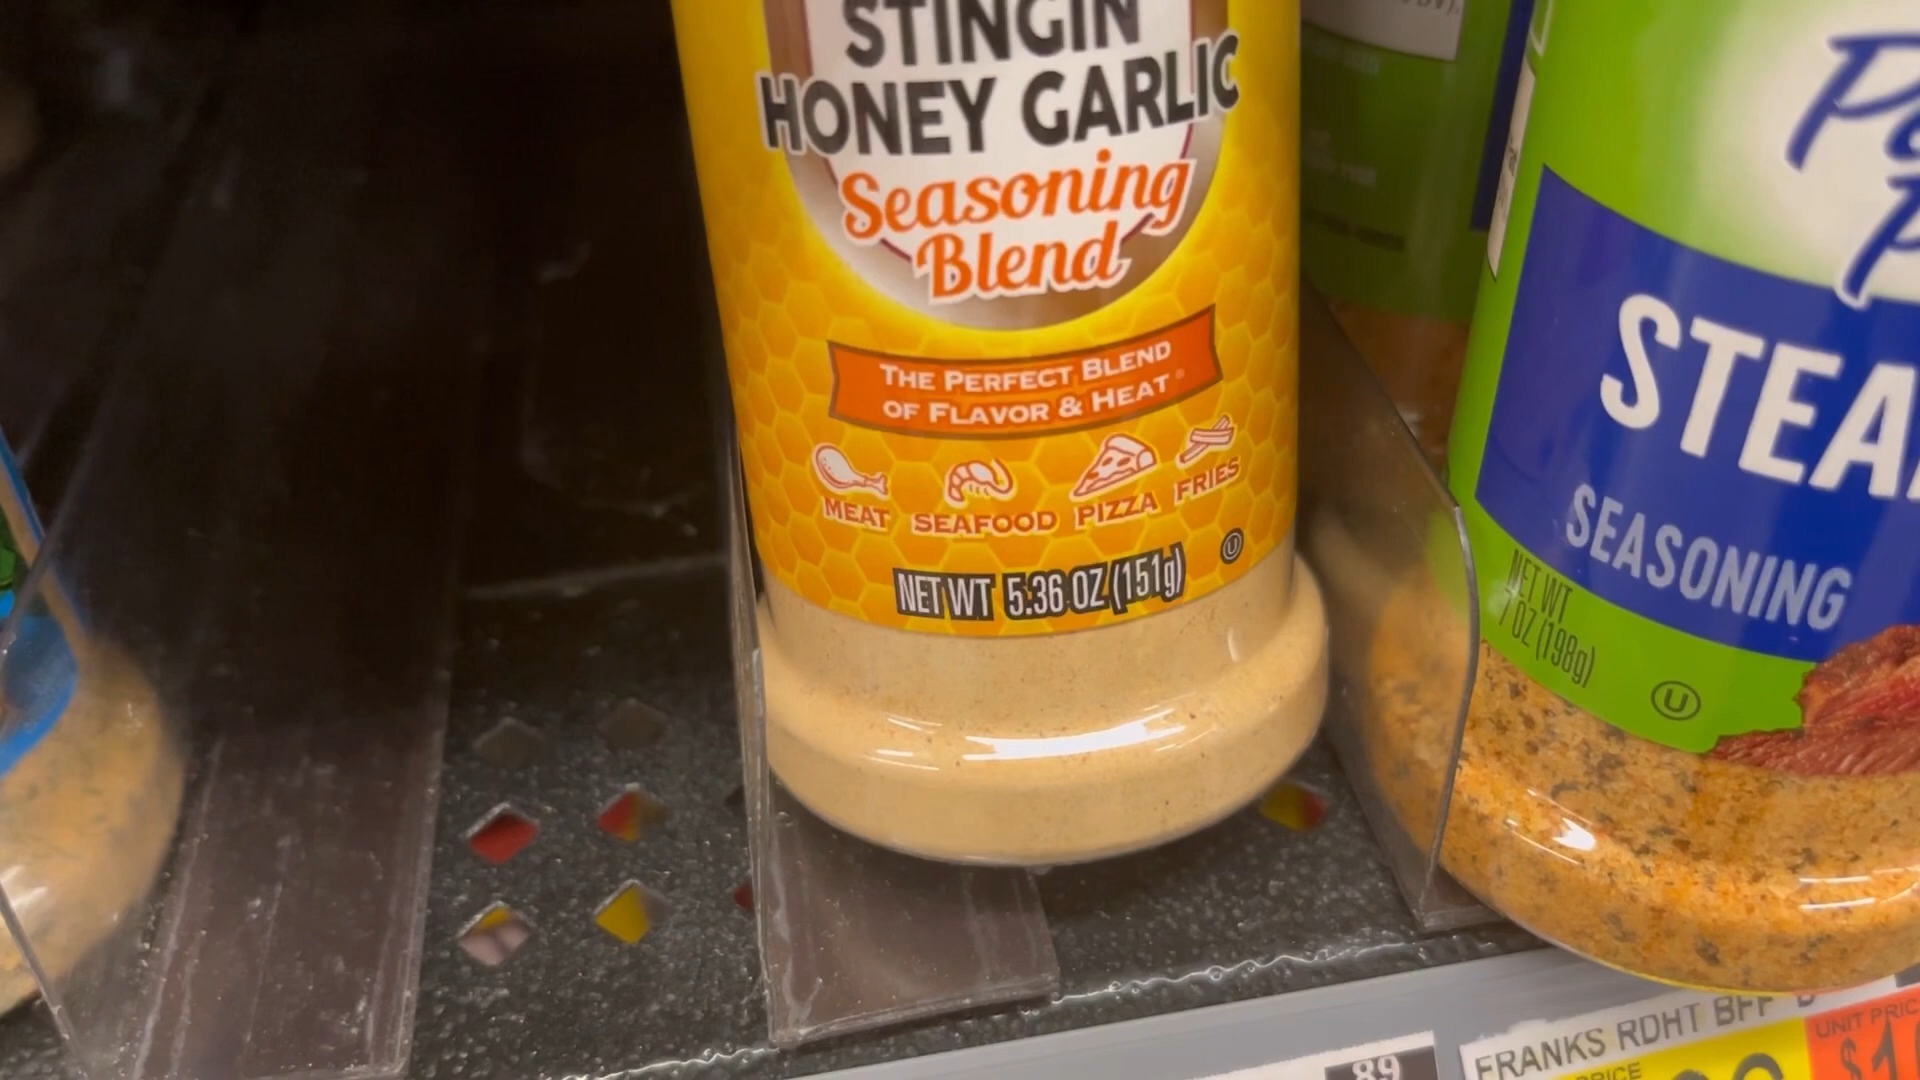 STINGIN
HONEY GARLIC
Seasoning
Blend
THE PERFECT BLEND
OF FLAVOR & HEAT®
MEAT SEAFOOD PIZZA FRIES
NET WT 5.36 OZ (151g)
U
SEASONING
NET WT
7 OZ (198g)
U
89
FRANKS RDHT BFF
UNIT PRICE
PRICE